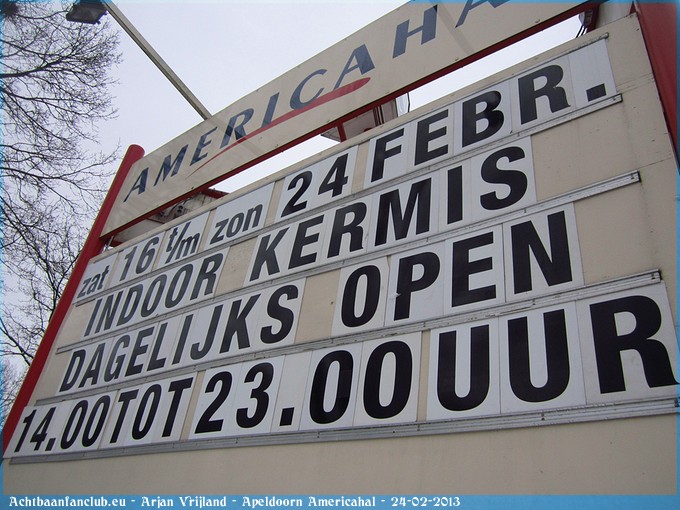 AMERICAHAL
zat 16 t/m zon 24 FEBR.
INDOOR KERMIS
DAGELIJKS OPEN
14.00 TOT 23.00 UUR
Achtbaanfanclub.eu - Arjan Vrijland - Apeldoorn Americahal - 24-02-2013